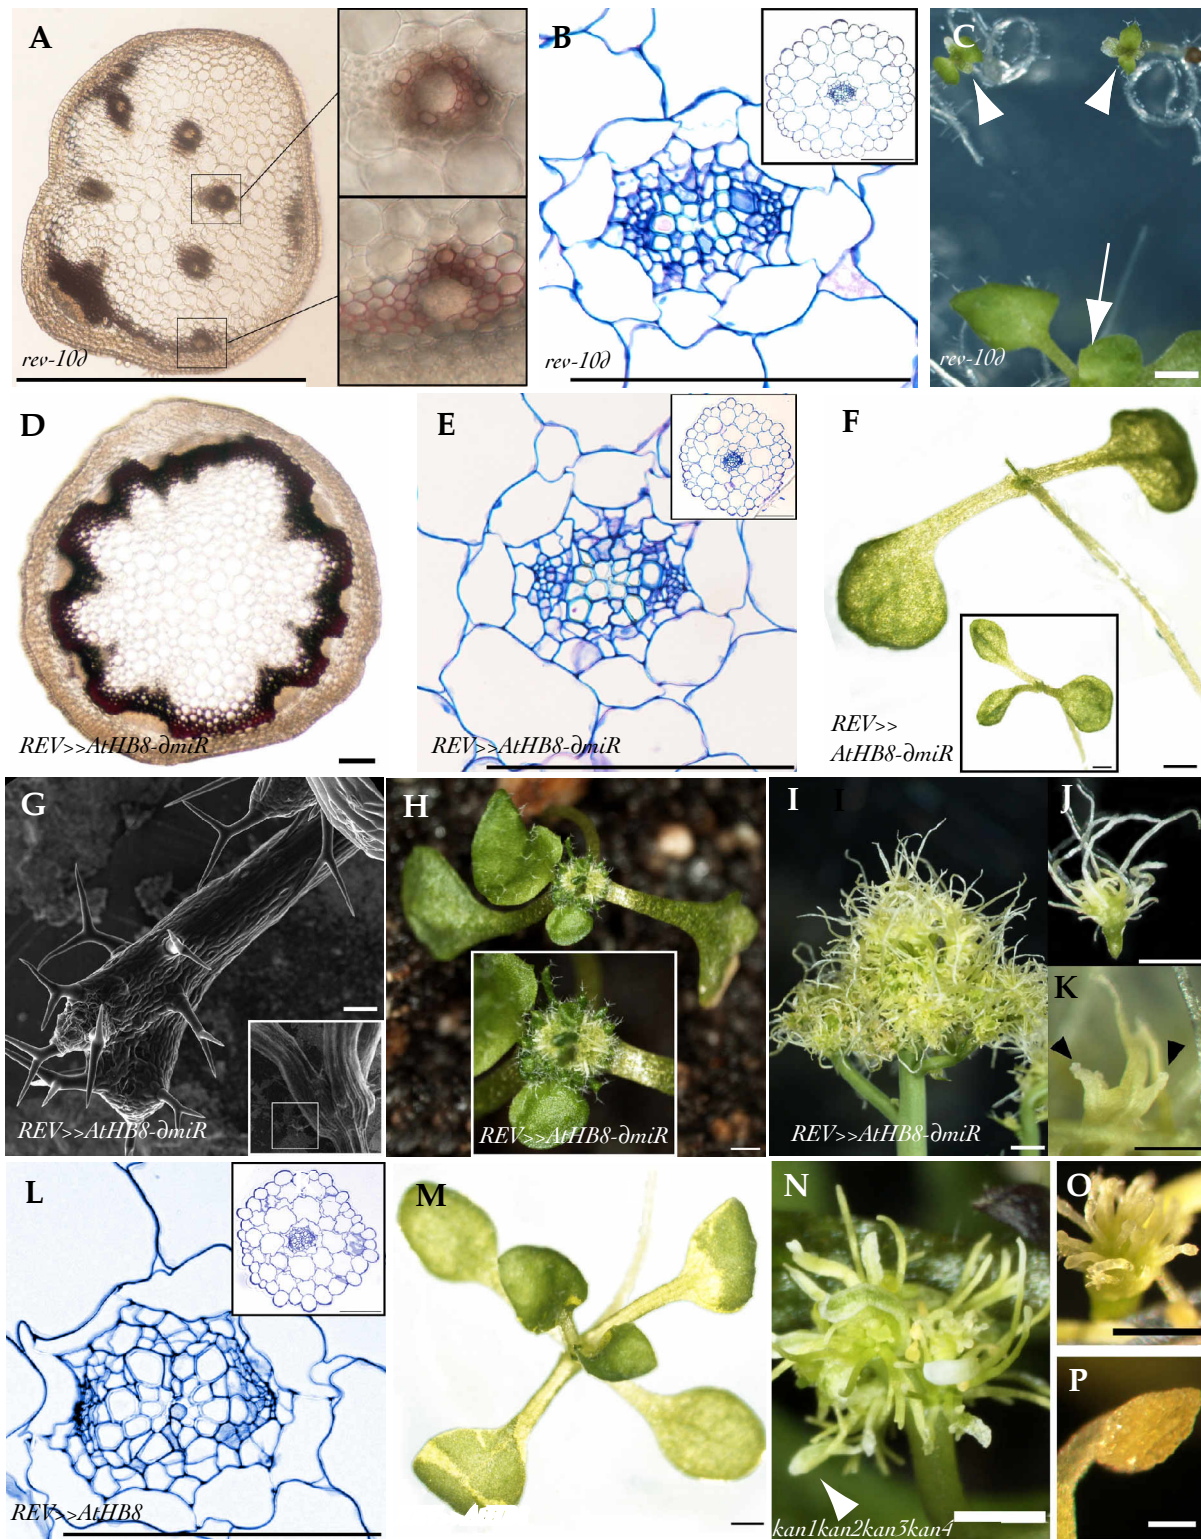 A
rev-10∂
B
rev-10∂
C
rev-10∂
D
REV>>AtHB8-∂miR
E
REV>>AtHB8-∂miR
F
REV>>
AtHB8-∂miR
G
REV>>AtHB8-∂miR
H
REV>>AtHB8-∂miR
I
I
REV>>AtHB8-∂miR
J
K
L
REV>>AtHB8
M
N
kan1kan2kan3kan4
O
P